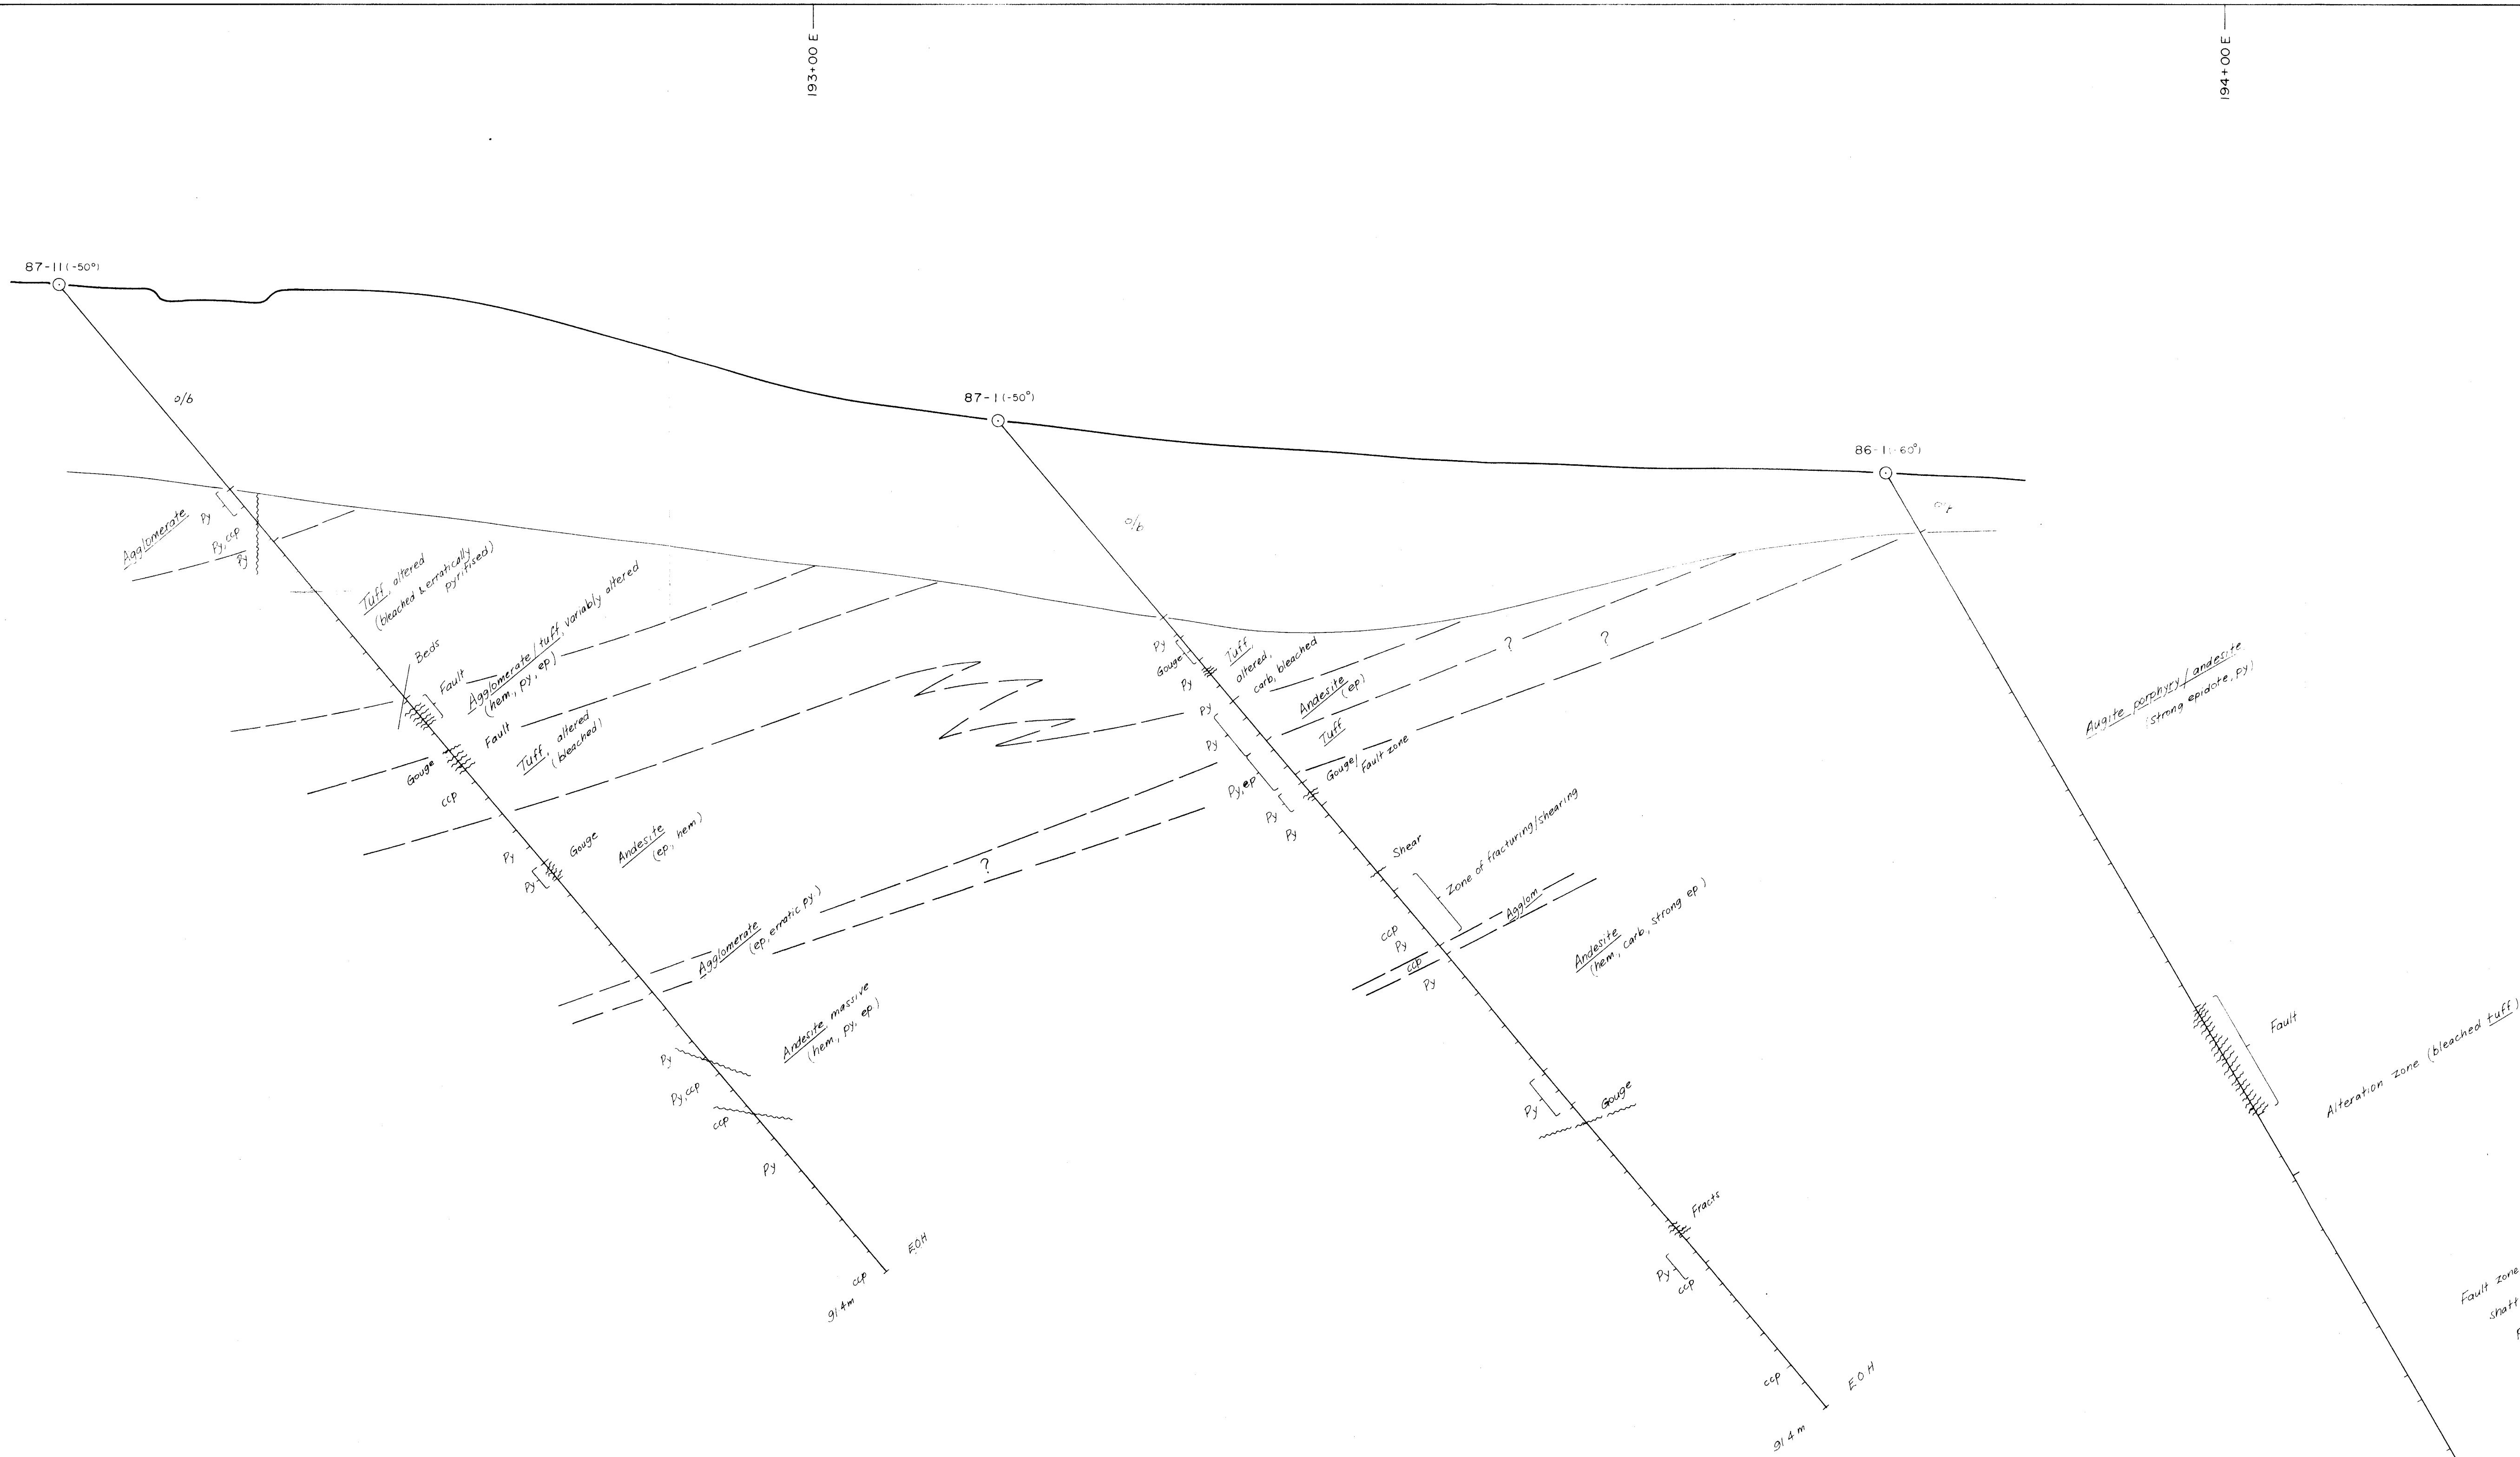 193+00 E
194+00 E
87-11 (-50°)
87-1 (-50°)
86-1 (-60°)
o/b
Agglomerate
Py
Py, ccp
Py
Tuff, altered
(bleached & erratically
pyritised)
Beds
Fault
Agglomerate / tuff, variably altered
(hem, py, ep)
Fault
Gouge
Tuff, altered
(bleached)
ccp
Py
Gouge
Py
Andesite
(ep, hem)
Agglomerate
(ep, erratic py)
?
Andesite massive
(hem, py, ep)
Py
Py, ccp
ccp
Py
ccp
EOH
91.4m
o/b
Py
Gouge
Py
Tuff,
altered,
carb, bleached
Andesite
(ep)
?
?
Py
Tuff
Py
Gouge/
Fault zone
Py, ep
Py
Py
Shear
Zone of fracturing/shearing
ccp
Py
Agglom
ccp
Py
Andesite
(hem, carb, strong ep)
Py
Gouge
Fracts
Py
ccp
ccp
EOH
91.4m
Augite porphyry / andesite
(strong epidote, py)
Fault
Alteration zone (bleached tuff)
Fault zone
shatt